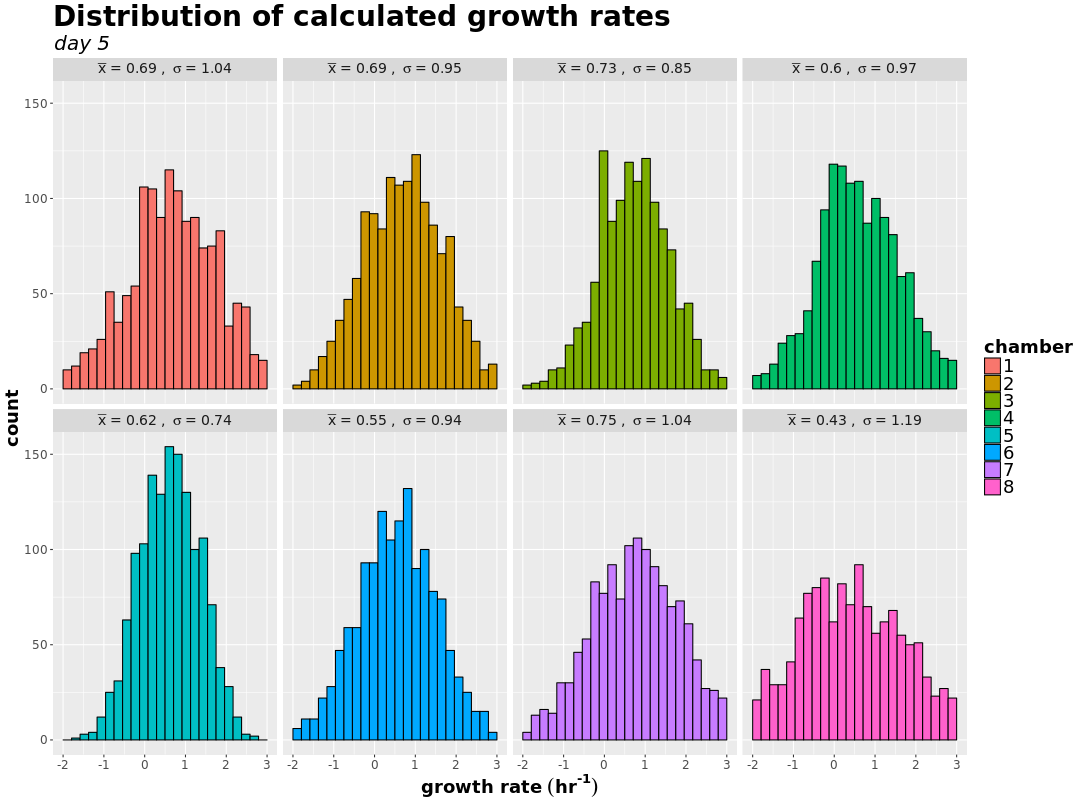 Distribution of calculated growth rates
day 5
x̅ = 0.69 , σ = 1.04
x̅ = 0.69 , σ = 0.95
x̅ = 0.73 , σ = 0.85
x̅ = 0.6 , σ = 0.97
150
100
50
0
x̅ = 0.62 , σ = 0.74
x̅ = 0.55 , σ = 0.94
x̅ = 0.75 , σ = 1.04
x̅ = 0.43 , σ = 1.19
150
100
50
0
-2 -1 0 1 2 3
-2 -1 0 1 2 3
-2 -1 0 1 2 3
-2 -1 0 1 2 3
growth rate (hr⁻¹)
count
chamber
1
2
3
4
5
6
7
8